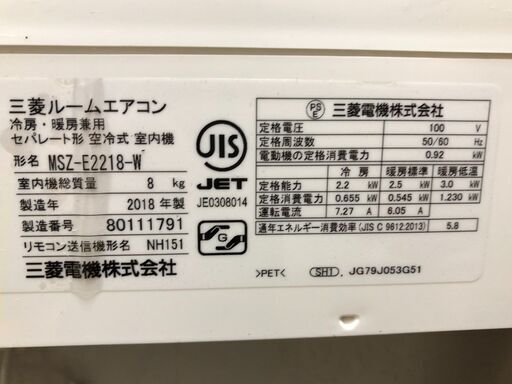 三菱ルームエアコン
冷房・暖房兼用
セパレート形 空冷式 室内機
形名 MSZ-E2218-W
室内機総質量 8 kg
製造年 2018 年製
製造番号 80111791
リモコン送信機形名 NH151
三菱電機株式会社
JIS
JET
JE0308014
G
PS
E
三菱電機株式会社
定格電圧 100 V
定格周波数 50/60 Hz
電動機の定格消費電力 0.92 kW
冷 房 暖房標準 暖房低温
定格能力 2.2 kW 2.5 kW 3.0 kW
定格消費電力 0.655 kW 0.545 kW 1.230 kW
運転電流 7.27 A 6.05 A
通年エネルギー消費効率(JIS C 9612:2013) 5.8
>PET< SH1 , JG79J053G51